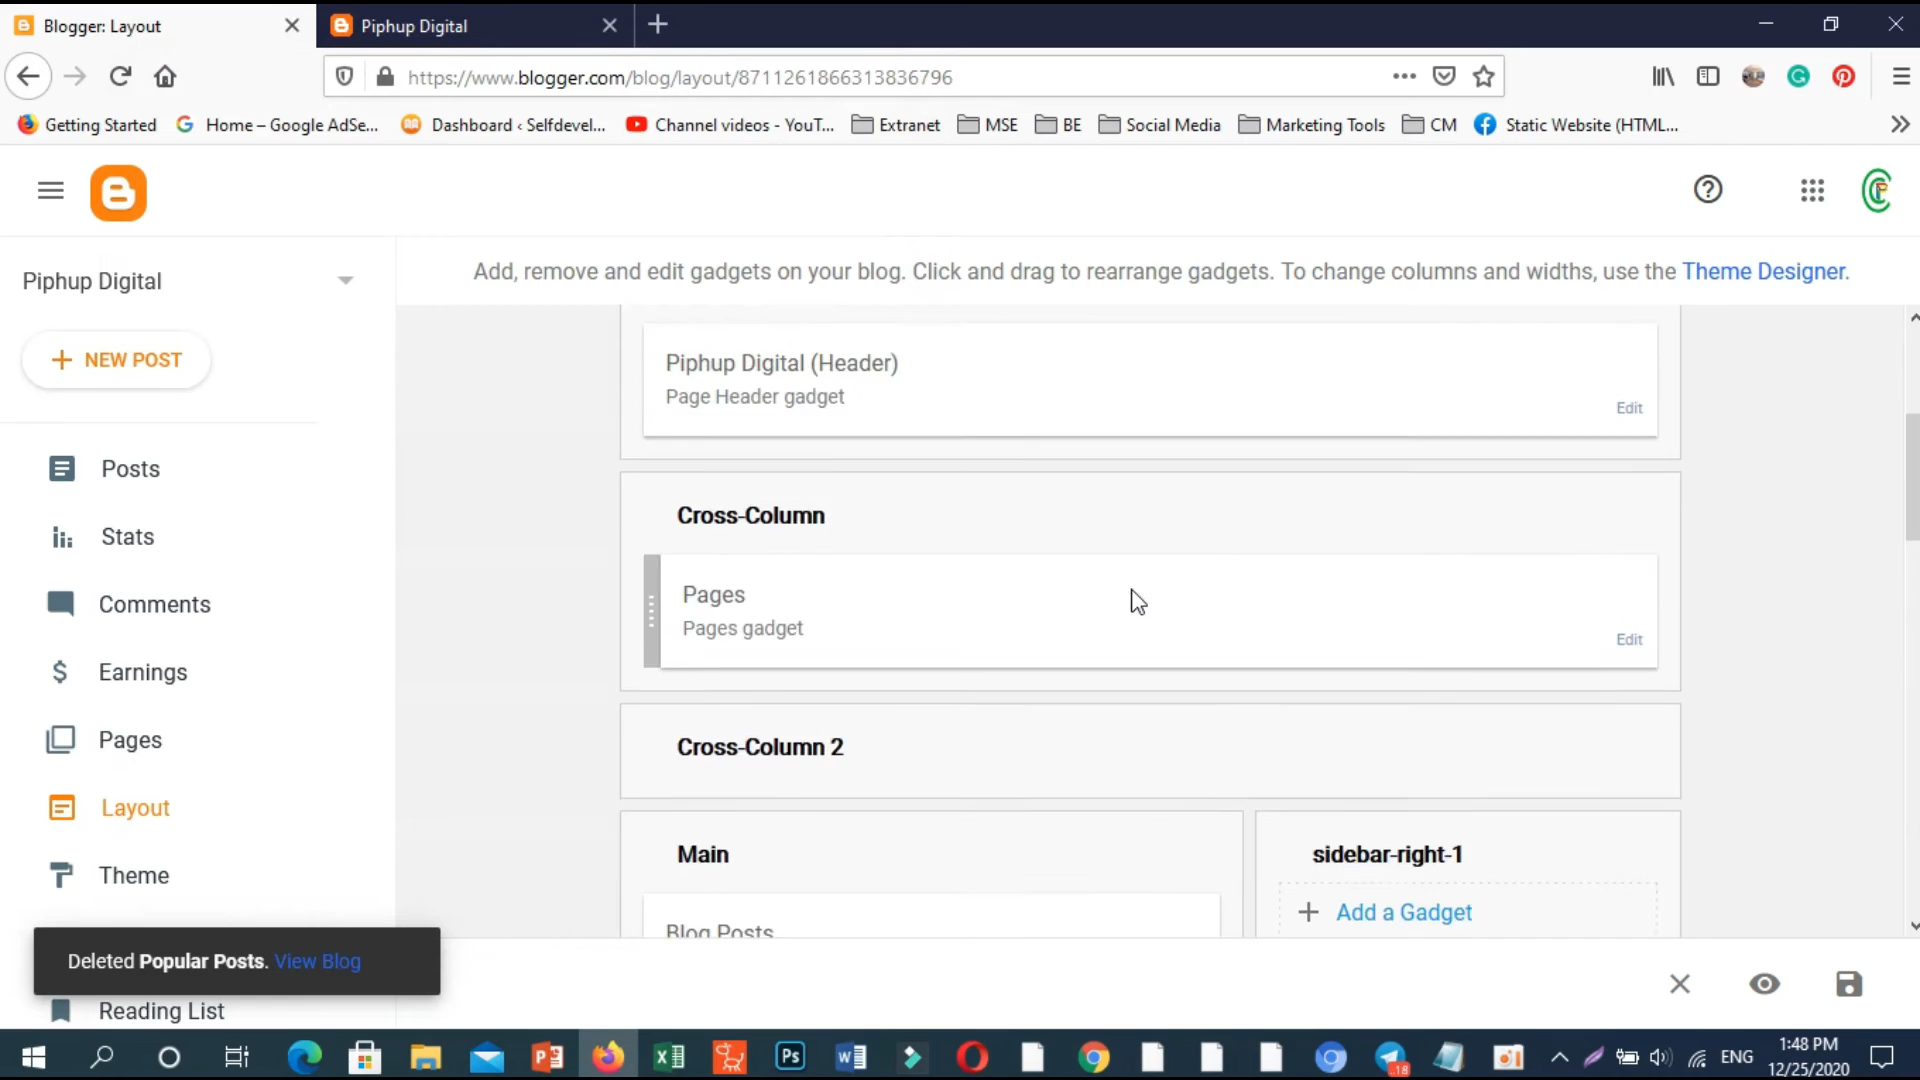 Blogger: Layout
Piphup Digital
https://www.blogger.com/blog/layout/8711261866313836796
Getting Started
Home – Google AdSe...
Dashboard ‹ Selfdevel...
Channel videos - YouT...
Extranet
MSE
BE
Social Media
Marketing Tools
CM
Static Website (HTML...
Piphup Digital
Add, remove and edit gadgets on your blog. Click and drag to rearrange gadgets. To change columns and widths, use the Theme Designer.
NEW POST
Posts
Stats
Comments
Earnings
Pages
Layout
Theme
Reading List
Piphup Digital (Header)
Page Header gadget
Edit
Cross-Column
Pages
Pages gadget
Edit
Cross-Column 2
Main
Blog Posts
sidebar-right-1
Add a Gadget
Deleted Popular Posts. View Blog
ENG
1:48 PM
12/25/2020